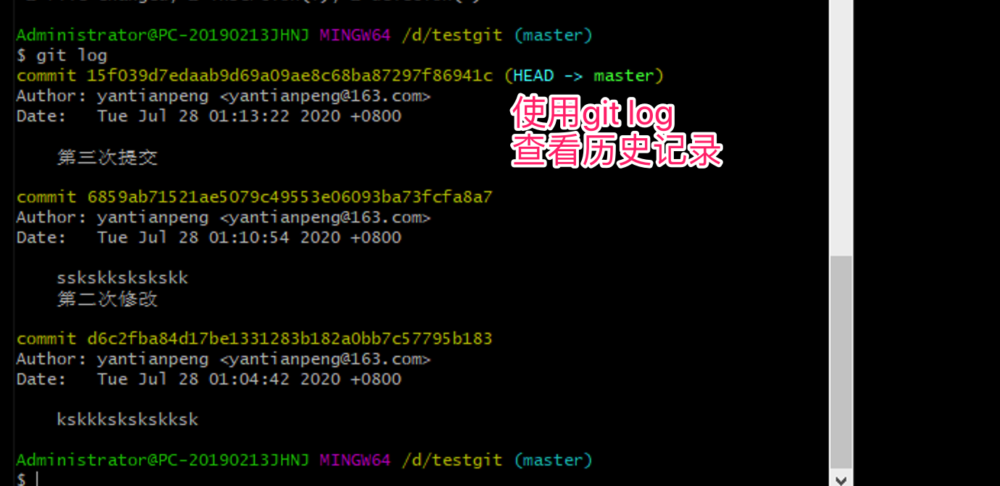 Administrator@PC-20190213JHNJ MINGW64 /d/testgit (master)
$ git log
commit 15f039d7edaab9d69a09ae8c68ba87297f86941c (HEAD -> master)
Author: yantianpeng <yantianpeng@163.com>
Date:   Tue Jul 28 01:13:22 2020 +0800
使用git log
查看历史记录
第三次提交
commit 6859ab71521ae5079c49553e06093ba73fcfa8a7
Author: yantianpeng <yantianpeng@163.com>
Date:   Tue Jul 28 01:10:54 2020 +0800
sskskkskskskk
第二次修改
commit d6c2fba84d17be1331283b182a0bb7c57795b183
Author: yantianpeng <yantianpeng@163.com>
Date:   Tue Jul 28 01:04:42 2020 +0800
kskkkskskskksk
Administrator@PC-20190213JHNJ MINGW64 /d/testgit (master)
$